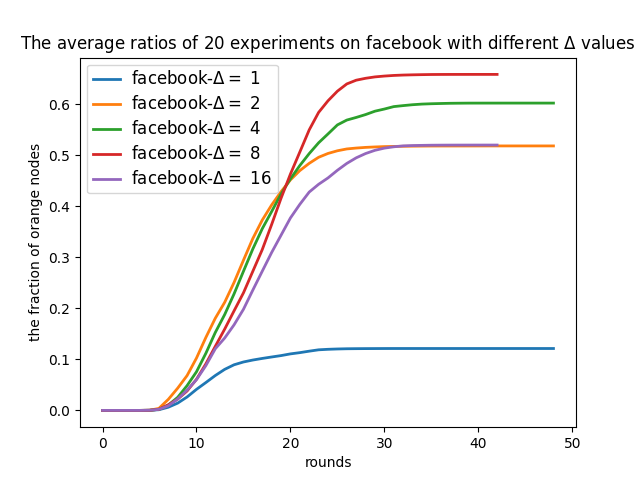 The average ratios of 20 experiments on facebook with different Δ values
facebook-Δ = 1
facebook-Δ = 2
facebook-Δ = 4
facebook-Δ = 8
facebook-Δ = 16
the fraction of orange nodes
0.6
0.5
0.4
0.3
0.2
0.1
0.0
0 10 20 30 40 50
rounds